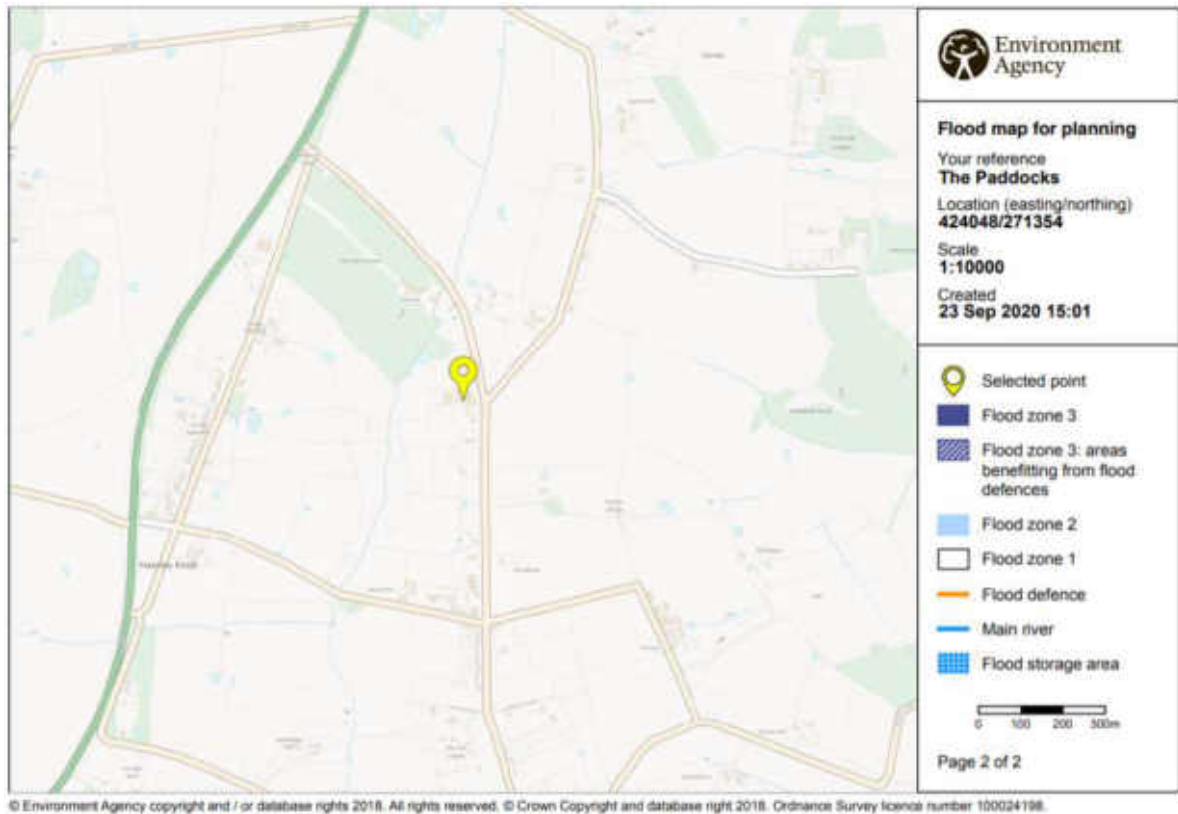 Environment
Agency
Flood map for planning
Your reference
The Paddocks
Location (easting/northing)
424048/271354
Scale
1:10000
Created
23 Sep 2020 15:01
Selected point
Flood zone 3
Flood zone 3: areas
benefitting from flood
defences
Flood zone 2
Flood zone 1
Flood defence
Main river
Flood storage area
0 100 200 300m
Page 2 of 2
© Environment Agency copyright and / or database rights 2018. All rights reserved. © Crown Copyright and database right 2018. Ordnance Survey licence number 100024198.